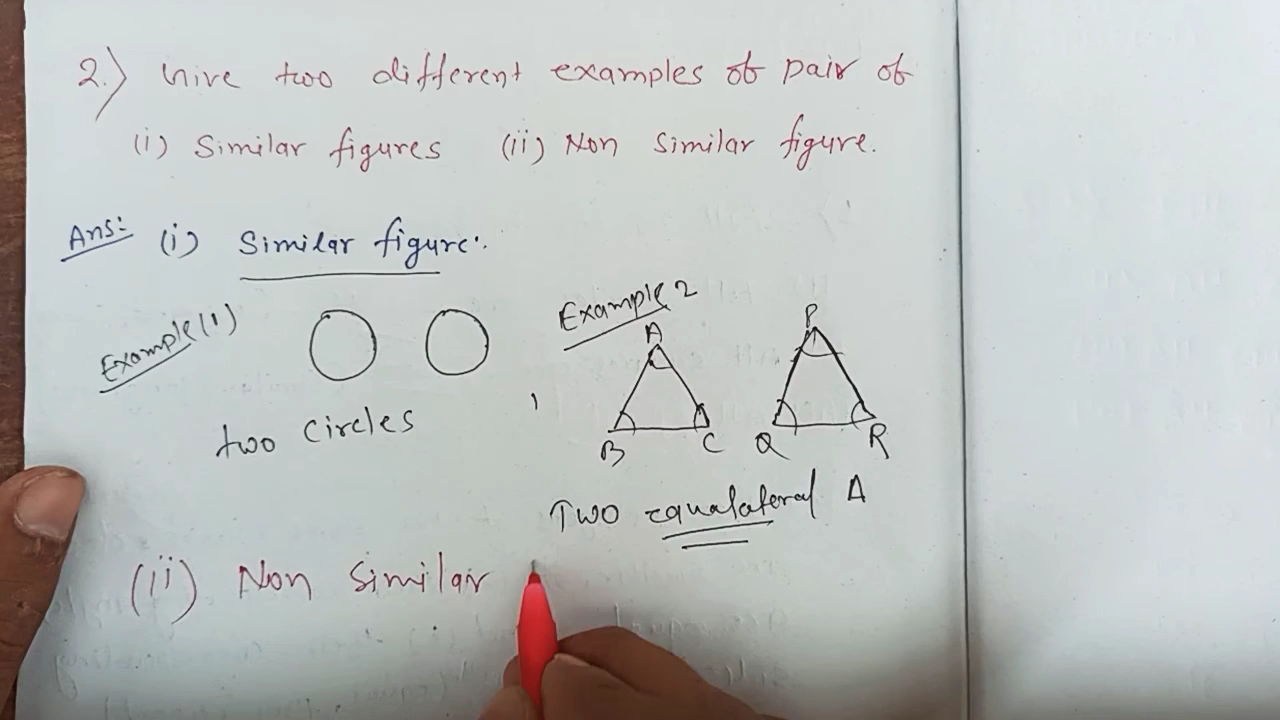 2.) Give two different examples of pair of
(i) Similar figures (ii) Non similar figure.
Ans: (i) Similar figure:
Example (1)
two circles
Example 2
A
B C
P
Q R
Two equalateral Δ
(ii) Non Similar